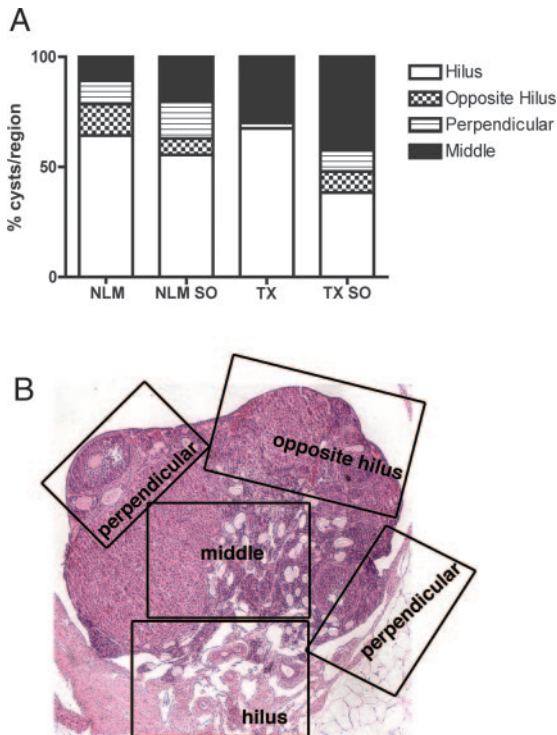 A
100
50
0
% cysts/region
NLM
NLM SO
TX
TX SO
Hilus
Opposite Hilus
Perpendicular
Middle
B
perpendicular
opposite hilus
middle
perpendicular
hilus